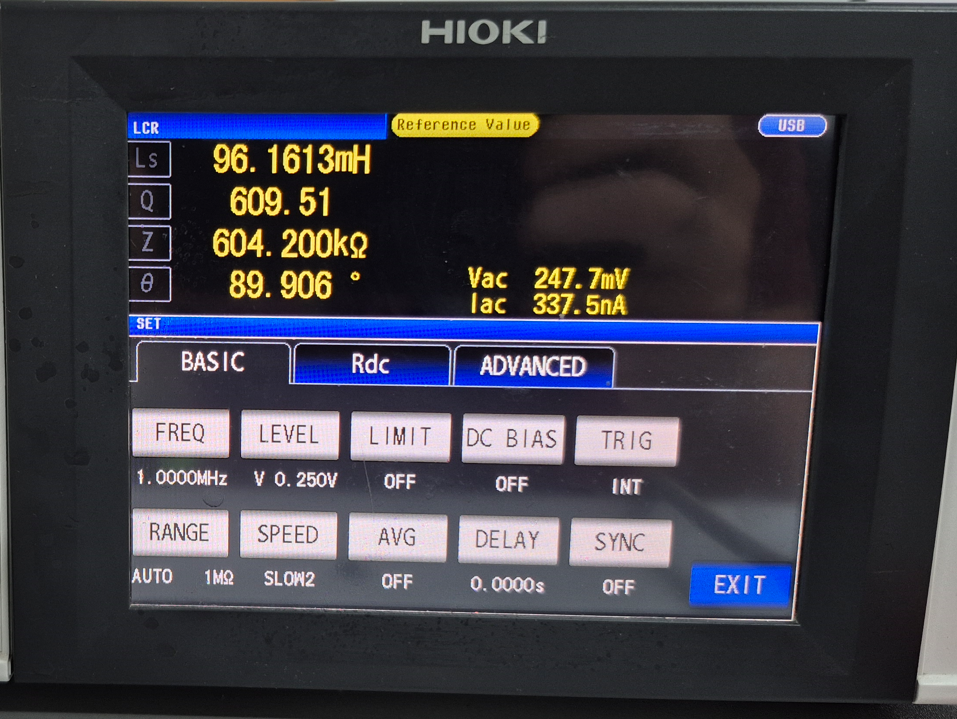 HIOKI
LCR Reference Value USB
Ls 96.1613mH
Q 609.51
Z 604.200kΩ
θ 89.906 ° Vac 247.7mV
Iac 337.5nA
SET
BASIC Rdc ADVANCED
FREQ LEVEL LIMIT DC BIAS TRIG
1.0000MHz V 0.250V OFF OFF INT
RANGE SPEED AVG DELAY SYNC
AUTO 1MΩ SLOW2 OFF 0.0000s OFF
EXIT